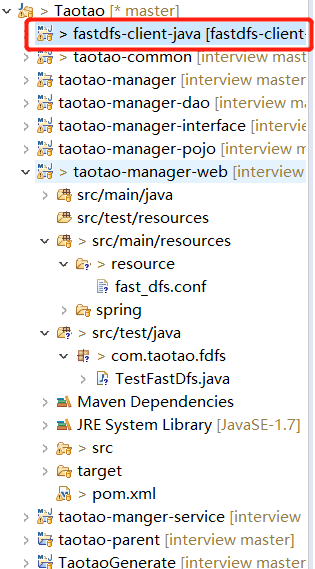 > Taotao [* master]
> fastdfs-client-java [fastdfs-client-
> taotao-common [interview mast
taotao-manager [interview mast
taotao-manager-dao [interview
taotao-manager-interface [interv
taotao-manager-pojo [interview m
> taotao-manager-web [interview
src/main/java
src/test/resources
> src/main/resources
> resource
fast_dfs.conf
> spring
> src/test/java
> com.taotao.fdfs
> TestFastDfs.java
Maven Dependencies
JRE System Library [JavaSE-1.7]
> src
target
> pom.xml
taotao-manger-service [interview
taotao-parent [interview master]
TaotaoGenerate [interview master